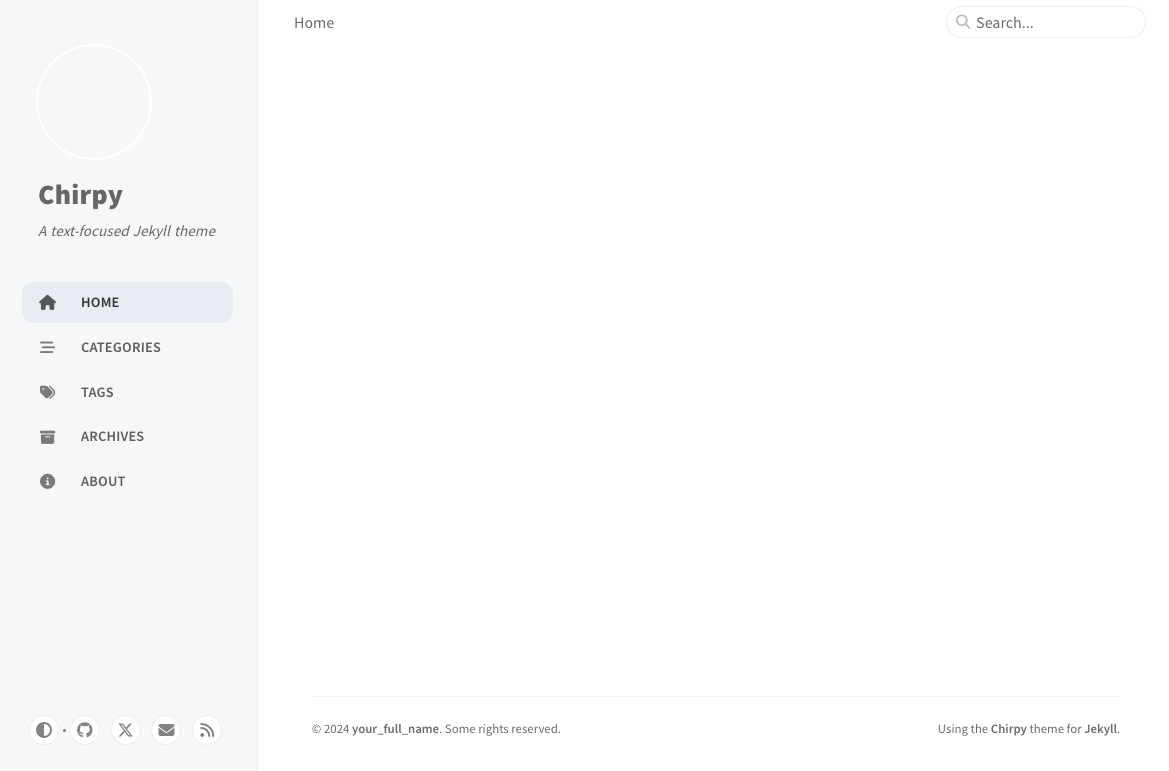 Home
Search...
Chirpy
A text-focused Jekyll theme
HOME
CATEGORIES
TAGS
ARCHIVES
ABOUT
© 2024 your_full_name. Some rights reserved.
Using the Chirpy theme for Jekyll.